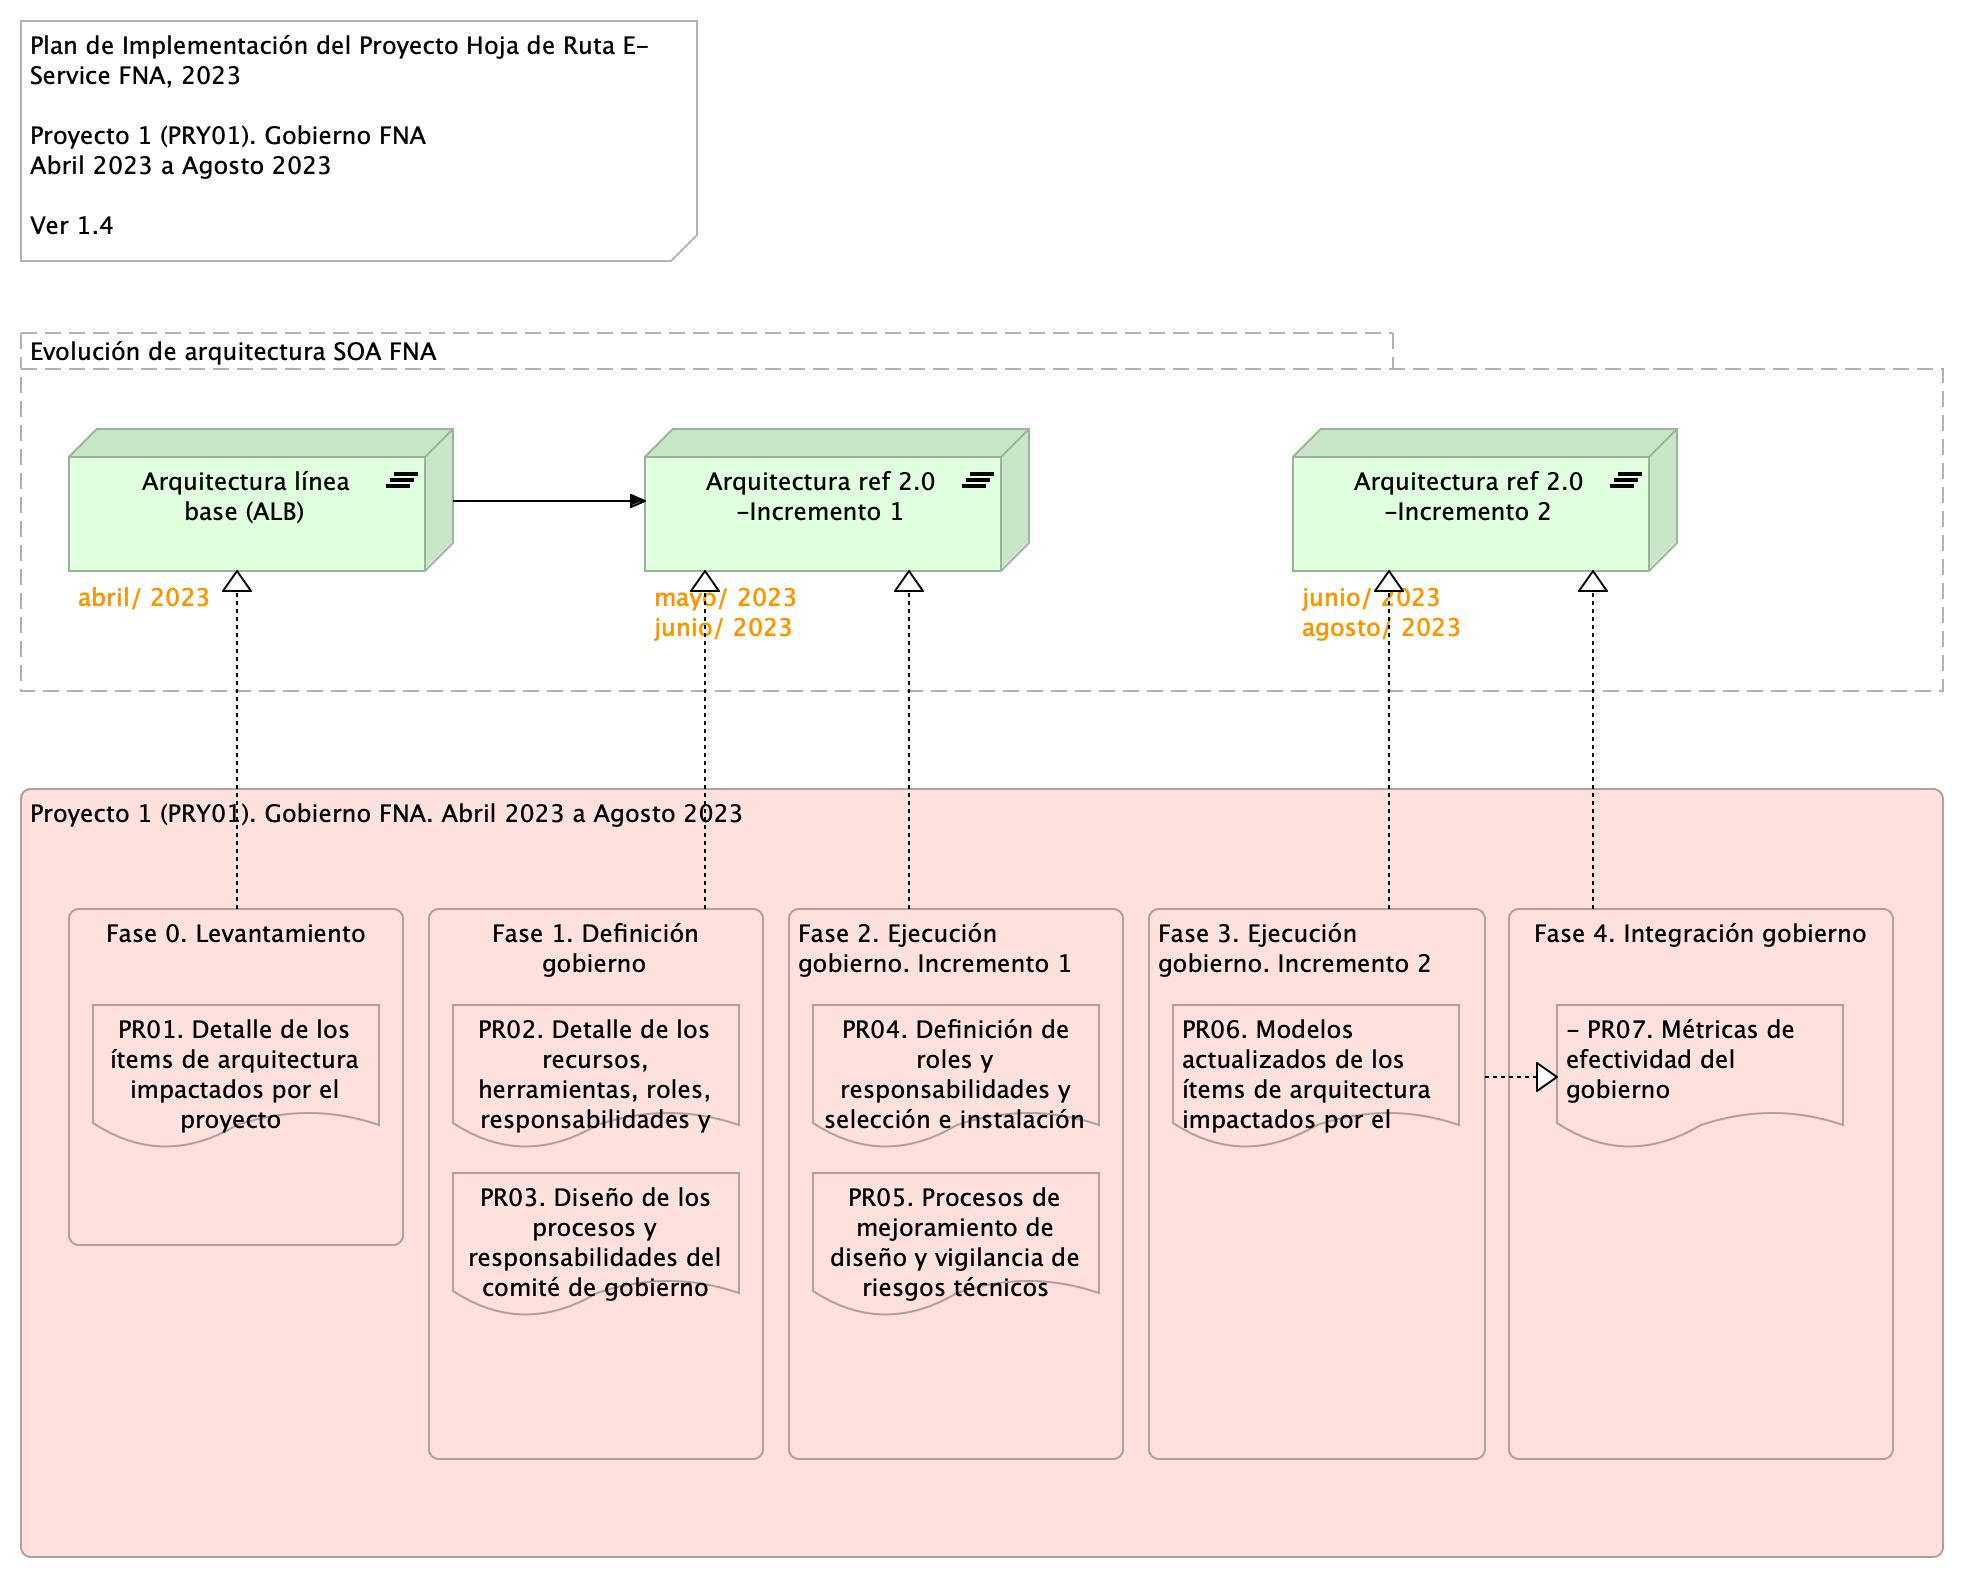 Plan de Implementación del Proyecto Hoja de Ruta E-
Service FNA, 2023
Proyecto 1 (PRY01). Gobierno FNA
Abril 2023 a Agosto 2023
Ver 1.4
Evolución de arquitectura SOA FNA
Arquitectura línea
base (ALB)
abril/ 2023
Arquitectura ref 2.0
-Incremento 1
mayo/ 2023
junio/ 2023
Arquitectura ref 2.0
-Incremento 2
junio/ 2023
agosto/ 2023
Proyecto 1 (PRY01). Gobierno FNA. Abril 2023 a Agosto 2023
Fase 0. Levantamiento
PR01. Detalle de los
ítems de arquitectura
impactados por el
proyecto
Fase 1. Definición
gobierno
PR02. Detalle de los
recursos,
herramientas, roles,
responsabilidades y
PR03. Diseño de los
procesos y
responsabilidades del
comité de gobierno
Fase 2. Ejecución
gobierno. Incremento 1
PR04. Definición de
roles y
responsabilidades y
selección e instalación
PR05. Procesos de
mejoramiento de
diseño y vigilancia de
riesgos técnicos
Fase 3. Ejecución
gobierno. Incremento 2
PR06. Modelos
actualizados de los
ítems de arquitectura
impactados por el
Fase 4. Integración gobierno
- PR07. Métricas de
efectividad del
gobierno